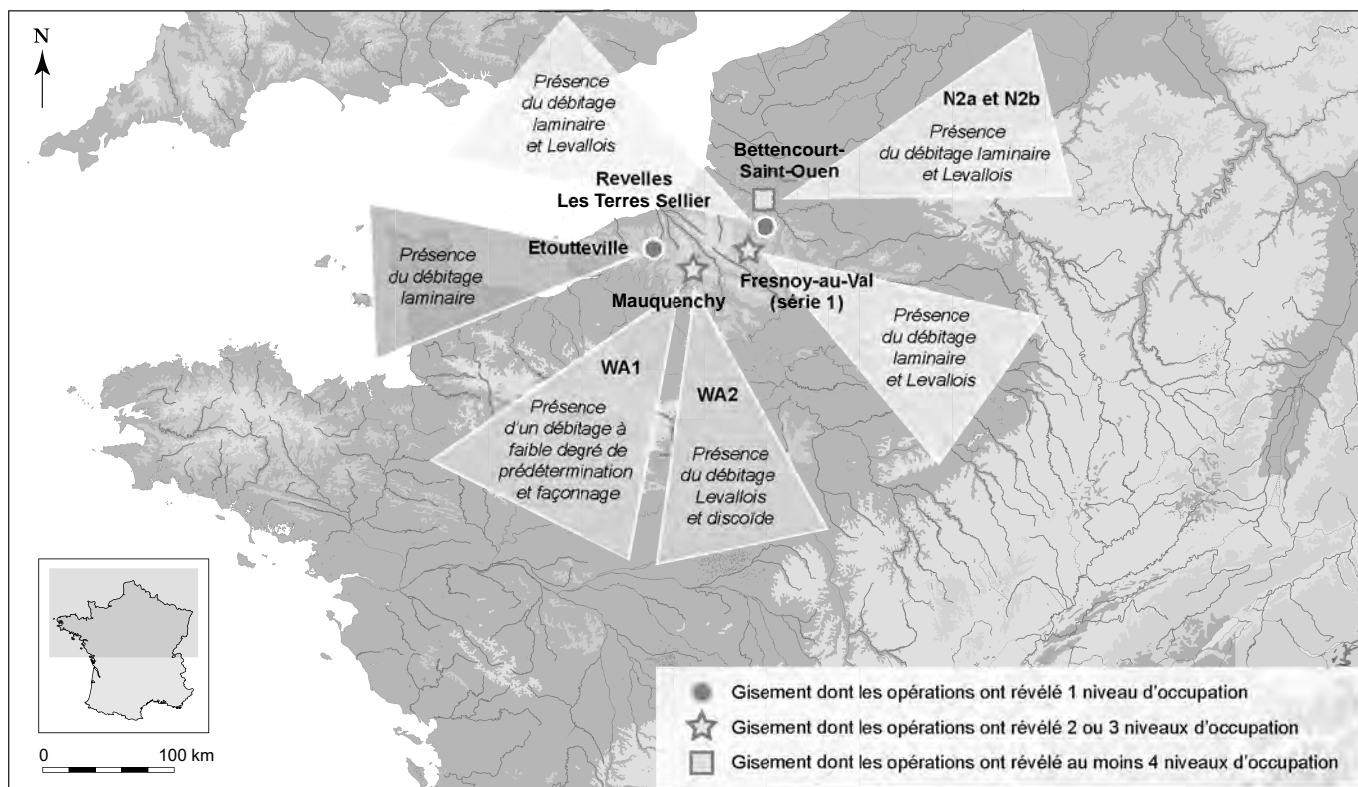 N
Présence
du débitage
laminaire
et Levallois
N2a et N2b
Présence
du débitage laminaire
et Levallois
Bettencourt-
Saint-Ouen
Revelles
Les Terres Sellier
Etoutteville
Présence
du débitage
laminaire
Mauquenchy
Fresnoy-au-Val
(série 1)
Présence
du débitage
laminaire
et Levallois
WA1
Présence
d'un débitage à
faible degré de
prédétermination
et façonnage
WA2
Présence
du débitage
Levallois
et discoïde
0 100 km
Gisement dont les opérations ont révélé 1 niveau d'occupation
Gisement dont les opérations ont révélé 2 ou 3 niveaux d'occupation
Gisement dont les opérations ont révélé au moins 4 niveaux d'occupation